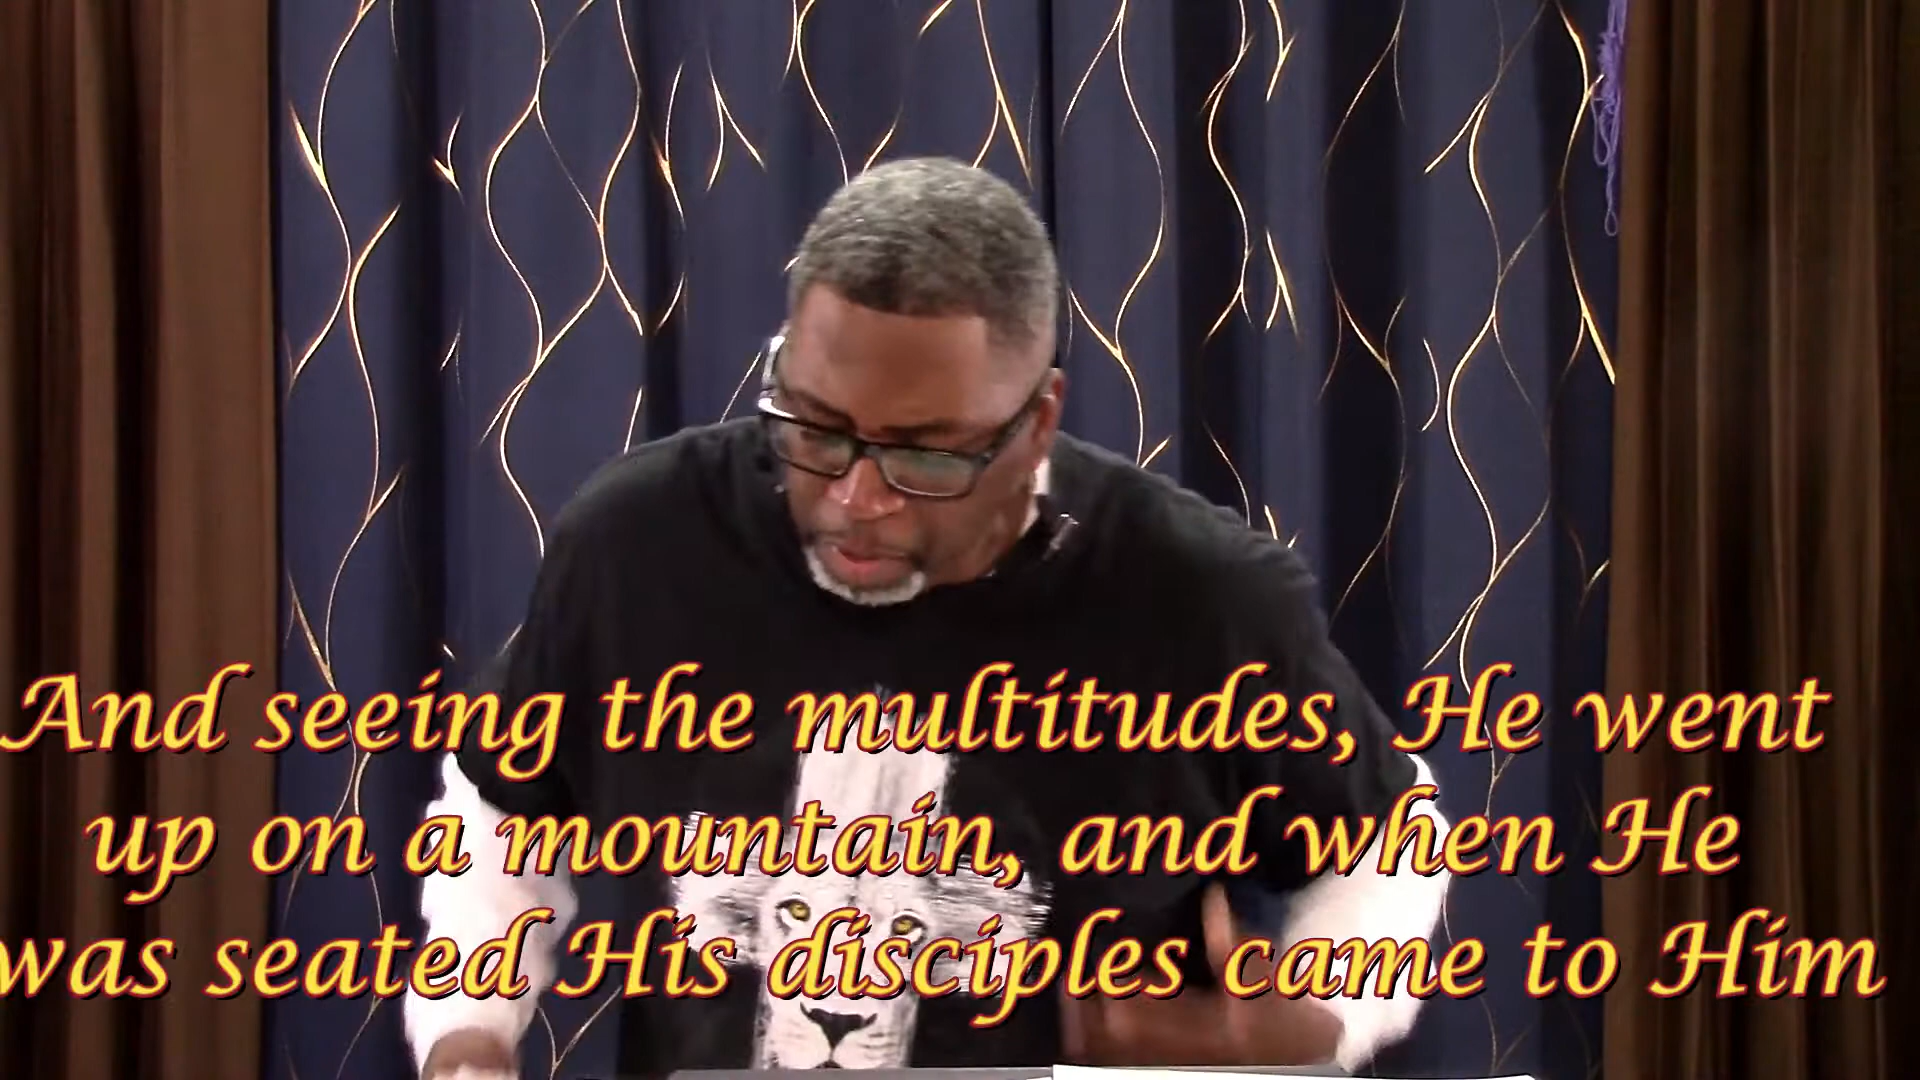 And seeing the multitudes, He went
up on a mountain, and when He
was seated His disciples came to Him